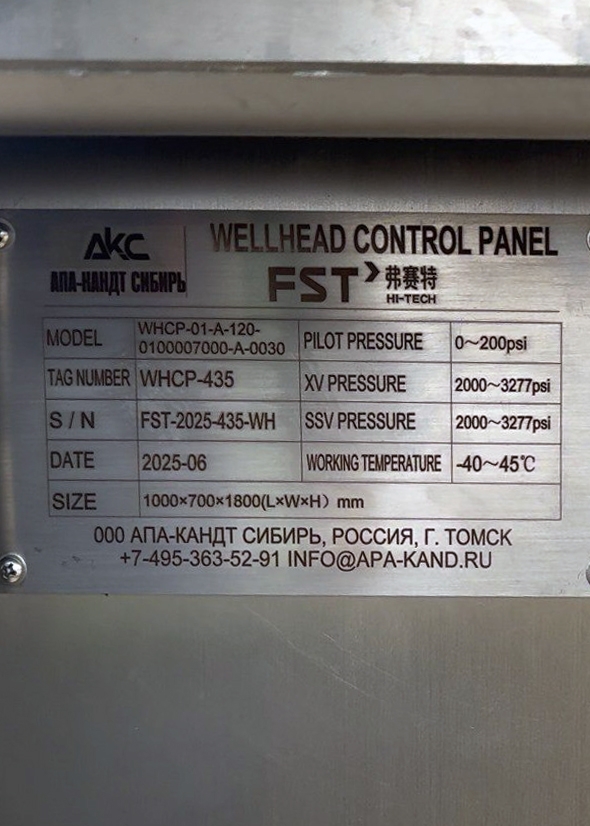 AKC
АПА-КАНДТ СИБИРЬ
WELLHEAD CONTROL PANEL
FST 弗赛特
HI-TECH
MODEL WHCP-01-A-120-0100007000-A-0030 PILOT PRESSURE 0～200psi
TAG NUMBER WHCP-435 XV PRESSURE 2000～3277psi
S / N FST-2025-435-WH SSV PRESSURE 2000～3277psi
DATE 2025-06 WORKING TEMPERATURE -40～45℃
SIZE 1000×700×1800(L×W×H) mm
ООО АПА-КАНДТ СИБИРЬ, РОССИЯ, Г. ТОМСК
+7-495-363-52-91 INFO@APA-KAND.RU